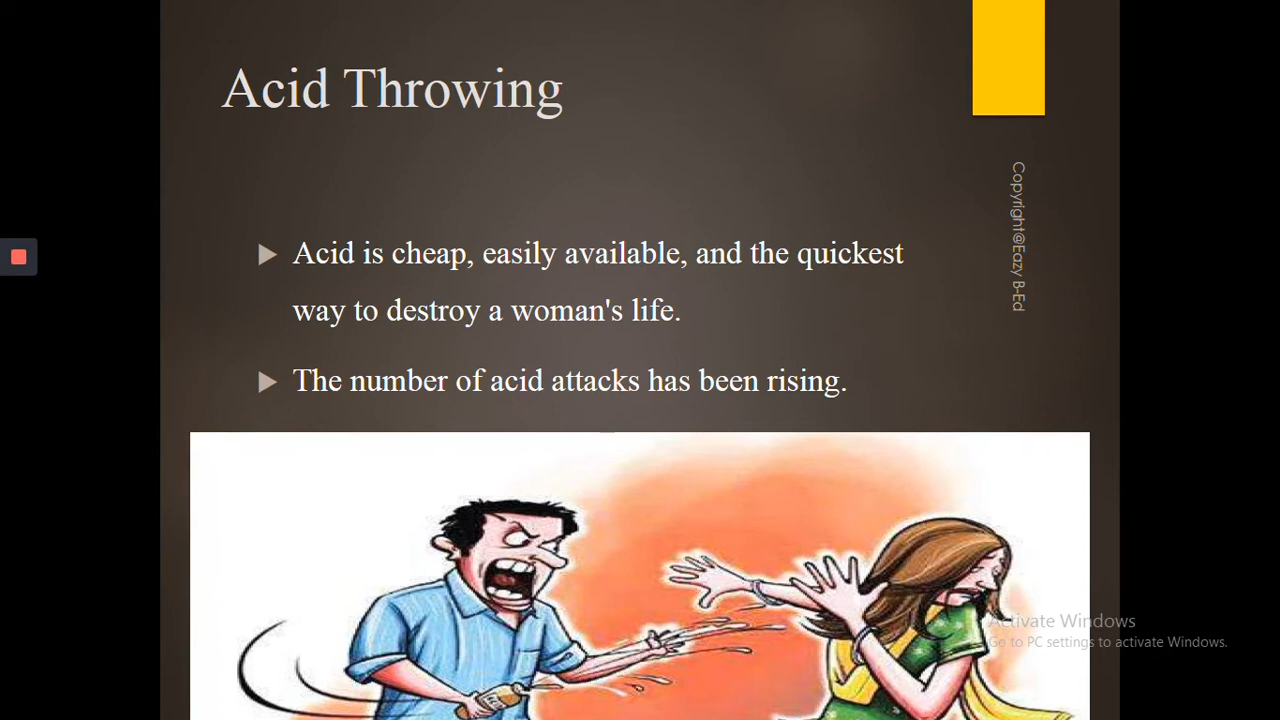 Acid Throwing
Acid is cheap, easily available, and the quickest
way to destroy a woman's life.
The number of acid attacks has been rising.
Copyright@Eazy B-Ed
Activate Windows
Go to PC settings to activate Windows.